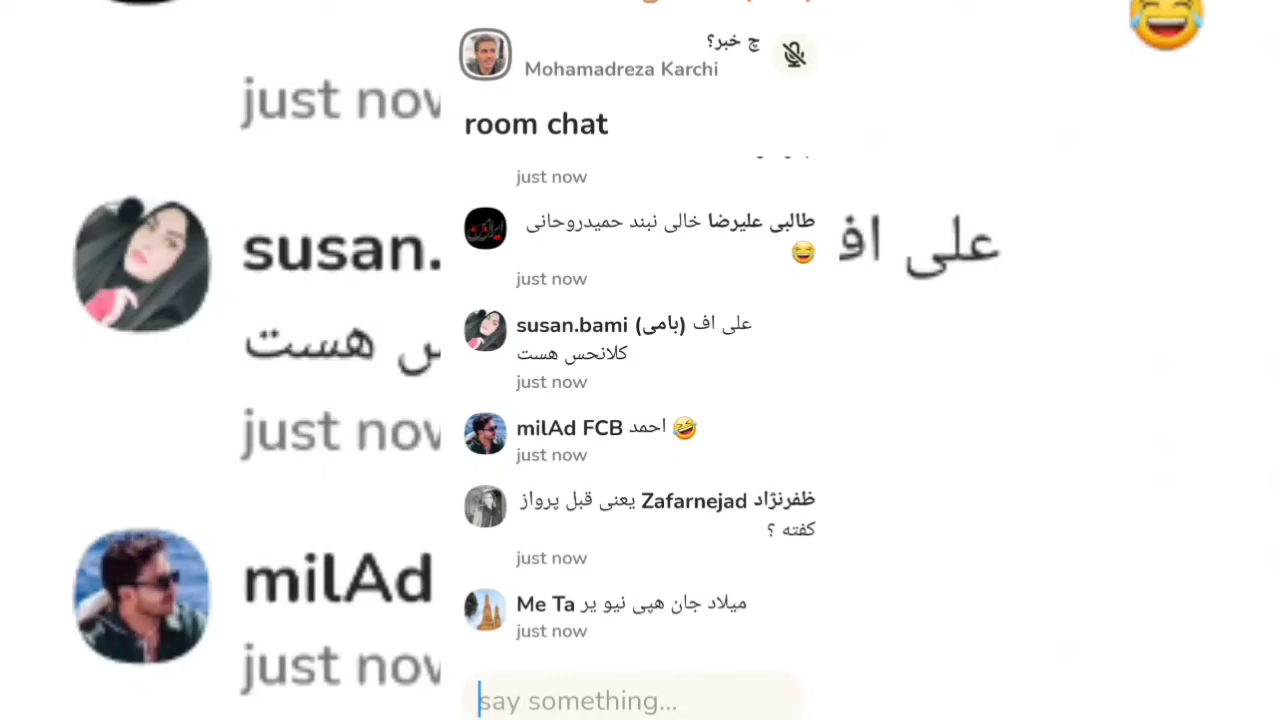 چ خبر؟
Mohamadreza Karchi
room chat
just now
طالبی علیرضا خالی نبند حمیدروحانی
😂
just now
susan.bami (بامی) علی اف
کلانحس هست
just now
milAd FCB احمد 🤣
just now
ظفرنژاد Zafarnejad یعنی قبل پرواز
کفته ؟
just now
Me Ta میلاد جان هپی نیو یر
just now
say something...
just now
susan.
علی اف
س هست
just now
milAd
just now